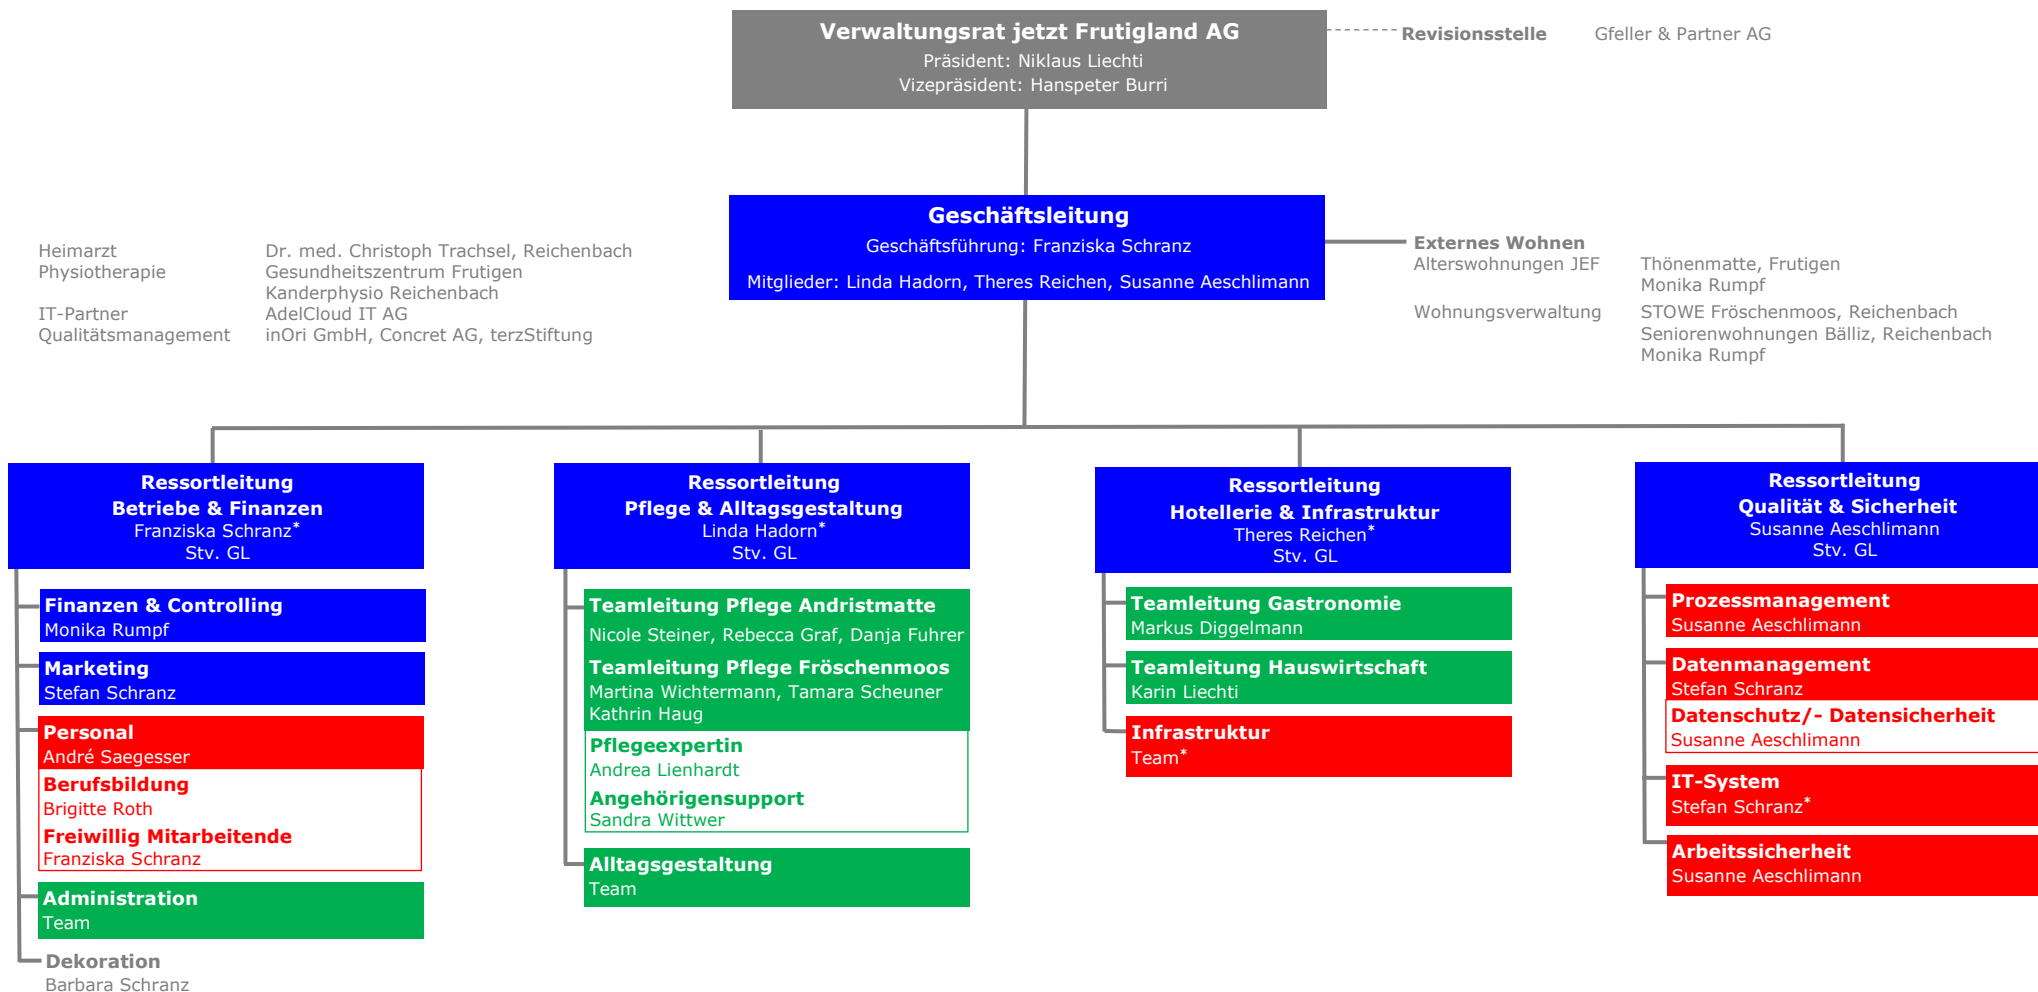 Verwaltungsrat jetzt Frutigland AG
Präsident: Niklaus Liechti
Vizepräsident: Hanspeter Burri
Revisionsstelle Gfeller & Partner AG
Geschäftsleitung
Geschäftsführung: Franziska Schranz
Mitglieder: Linda Hadorn, Theres Reichen, Susanne Aeschlimann
Heimarzt Dr. med. Christoph Trachsel, Reichenbach
Physiotherapie Gesundheitszentrum Frutigen
Kanderphysio Reichenbach
IT-Partner AdelCloud IT AG
Qualitätsmanagement inOri GmbH, Concret AG, terzStiftung
Externes Wohnen
Alterswohnungen JEF Thönenmatte, Frutigen
Monika Rumpf
Wohnungsverwaltung STOWE Fröschenmoos, Reichenbach
Seniorenwohnungen Bälliz, Reichenbach
Monika Rumpf
Ressortleitung
Betriebe & Finanzen
Franziska Schranz*
Stv. GL
Finanzen & Controlling
Monika Rumpf
Marketing
Stefan Schranz
Personal
André Saegesser
Berufsbildung
Brigitte Roth
Freiwillig Mitarbeitende
Franziska Schranz
Administration
Team
Dekoration
Barbara Schranz
Ressortleitung
Pflege & Alltagsgestaltung
Linda Hadorn*
Stv. GL
Teamleitung Pflege Andristmatte
Nicole Steiner, Rebecca Graf, Danja Fuhrer
Teamleitung Pflege Fröschenmoos
Martina Wichtermann, Tamara Scheuner
Kathrin Haug
Pflegeexpertin
Andrea Lienhardt
Angehörigensupport
Sandra Wittwer
Alltagsgestaltung
Team
Ressortleitung
Hotellerie & Infrastruktur
Theres Reichen*
Stv. GL
Teamleitung Gastronomie
Markus Diggelmann
Teamleitung Hauswirtschaft
Karin Liechti
Infrastruktur
Team*
Ressortleitung
Qualität & Sicherheit
Susanne Aeschlimann
Stv. GL
Prozessmanagement
Susanne Aeschlimann
Datenmanagement
Stefan Schranz
Datenschutz/- Datensicherheit
Susanne Aeschlimann
IT-System
Stefan Schranz*
Arbeitssicherheit
Susanne Aeschlimann